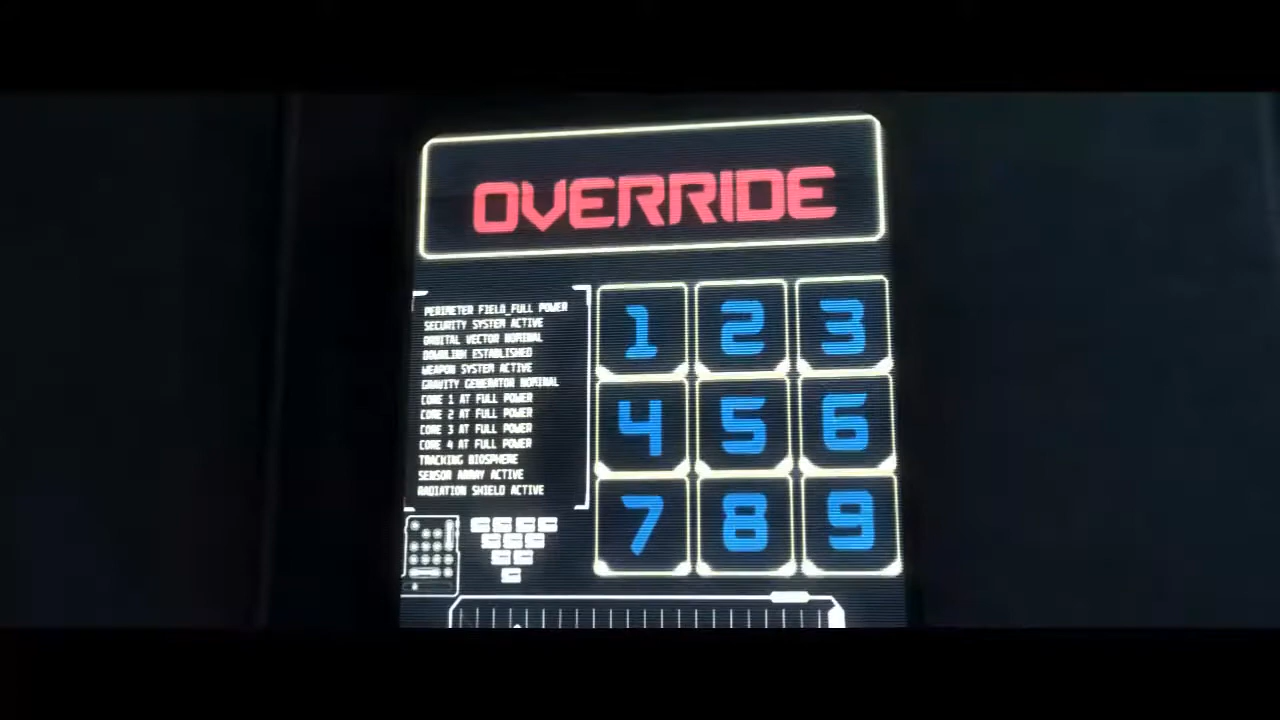 OVERRIDE
PERIMETER FIELD_FULL POWER
SECURITY SYSTEM ACTIVE
ORBITAL VECTOR NOMINAL
DOWNLINK ESTABLISHED
WEAPON SYSTEM ACTIVE
GRAVITY GENERATOR NOMINAL
CORE 1 AT FULL POWER
CORE 2 AT FULL POWER
CORE 3 AT FULL POWER
CORE 4 AT FULL POWER
TRACKING BIOSPHERE
SENSOR ARRAY ACTIVE
RADIATION SHIELD ACTIVE
1 2 3
4 5 6
7 8 9